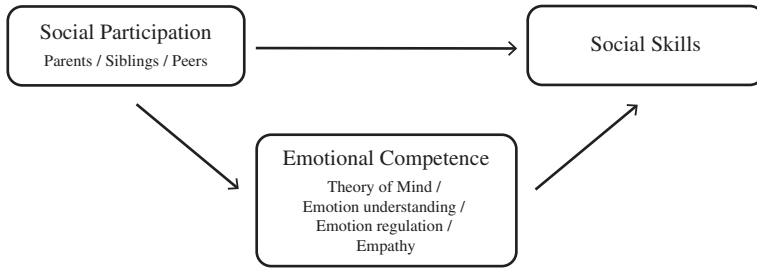 Social Participation
Parents / Siblings / Peers
Social Skills
Emotional Competence
Theory of Mind /
Emotion understanding /
Emotion regulation /
Empathy